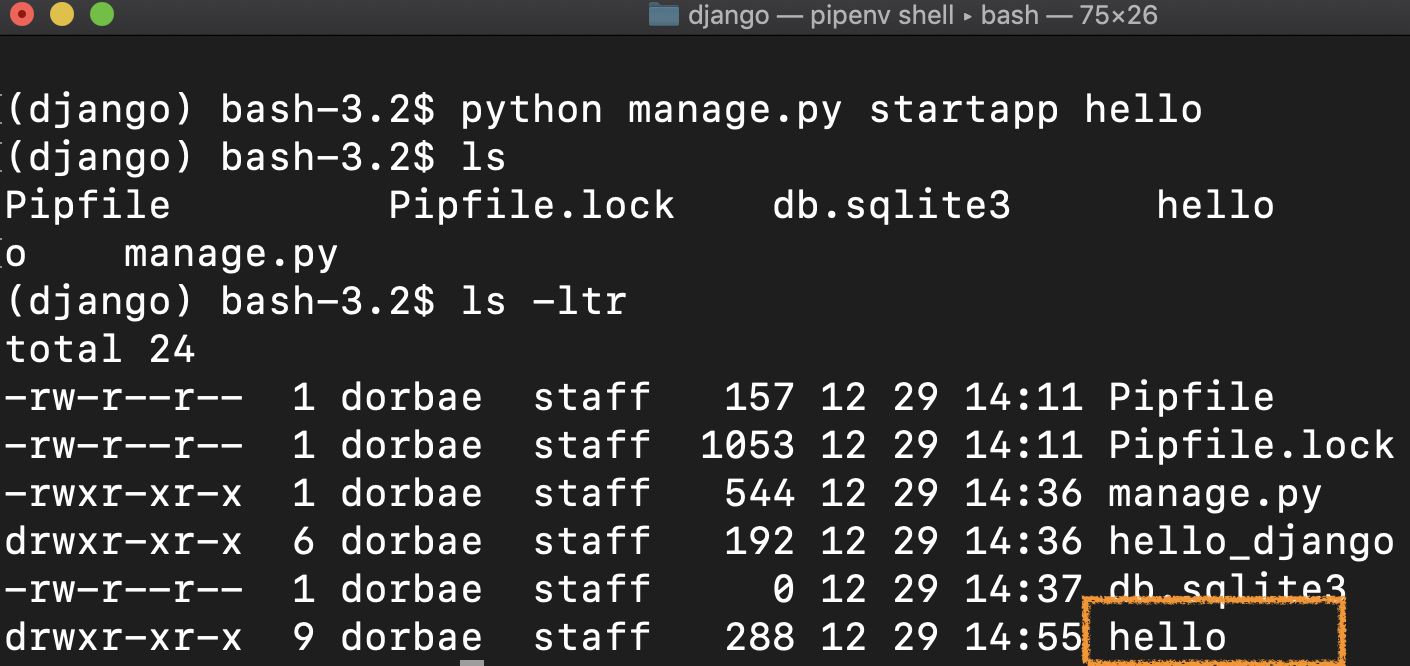 django — pipenv shell ▸ bash — 75×26
(django) bash-3.2$ python manage.py startapp hello
(django) bash-3.2$ ls
Pipfile         Pipfile.lock    db.sqlite3      hello
o    manage.py
(django) bash-3.2$ ls -ltr
total 24
-rw-r--r--  1 dorbae  staff   157 12 29 14:11 Pipfile
-rw-r--r--  1 dorbae  staff  1053 12 29 14:11 Pipfile.lock
-rwxr-xr-x  1 dorbae  staff   544 12 29 14:36 manage.py
drwxr-xr-x  6 dorbae  staff   192 12 29 14:36 hello_django
-rw-r--r--  1 dorbae  staff     0 12 29 14:37 db.sqlite3
drwxr-xr-x  9 dorbae  staff   288 12 29 14:55 hello